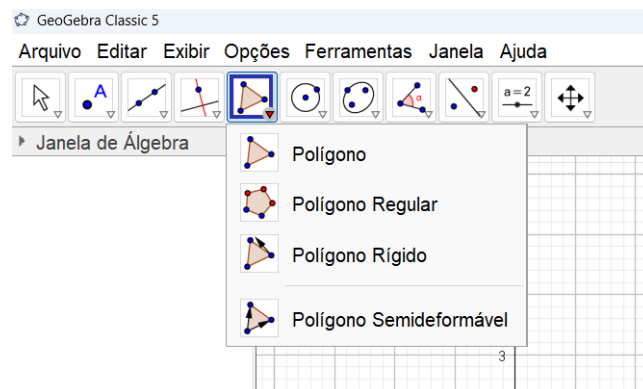 GeoGebra Classic 5
Arquivo Editar Exibir Opções Ferramentas Janela Ajuda
A
α
a=2
Janela de Álgebra
Polígono
Polígono Regular
Polígono Rígido
Polígono Semideformável
3